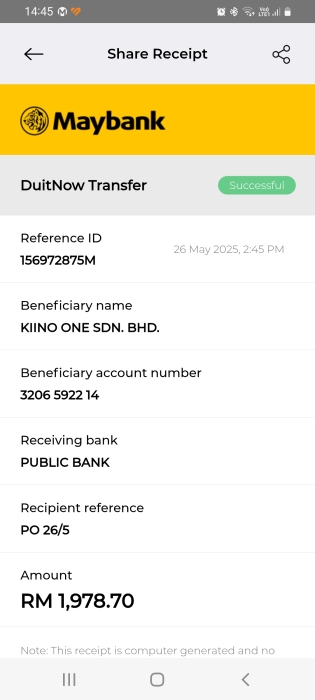 14:45
Share Receipt
Maybank
DuitNow Transfer
Successful
Reference ID
156972875M
26 May 2025, 2:45 PM
Beneficiary name
KIINO ONE SDN. BHD.
Beneficiary account number
3206 5922 14
Receiving bank
PUBLIC BANK
Recipient reference
PO 26/5
Amount
RM 1,978.70
Note: This receipt is computer generated and no